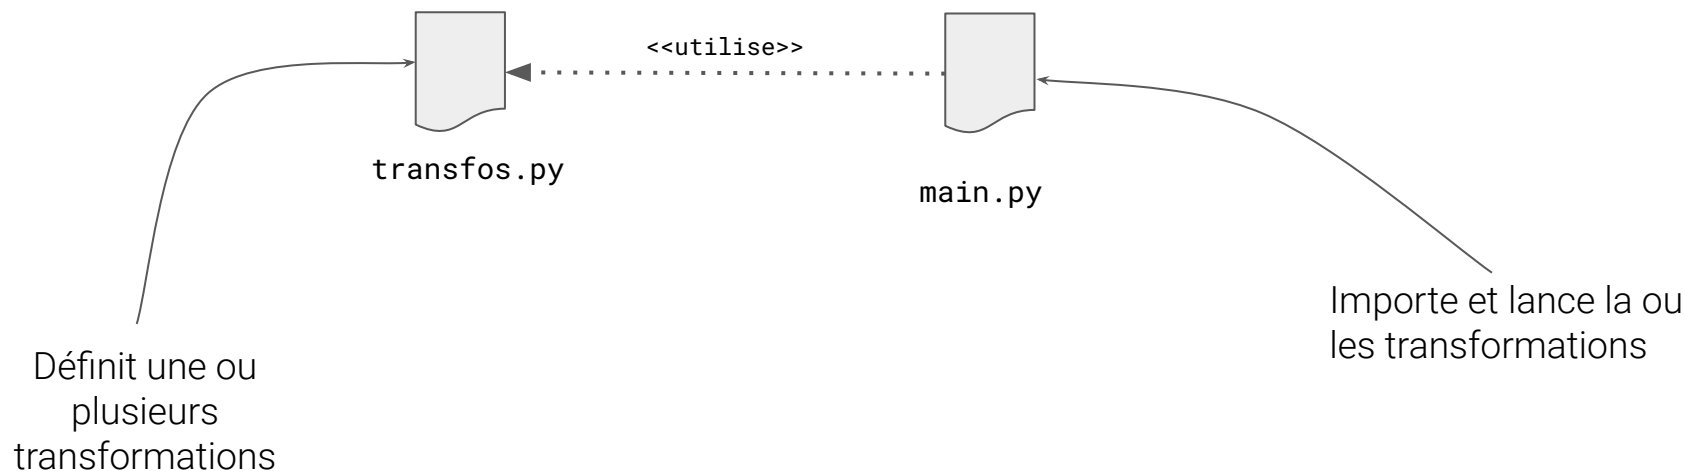 <<utilise>>
transfos.py
main.py
Importe et lance la ou
les transformations
Définit une ou
plusieurs
transformations